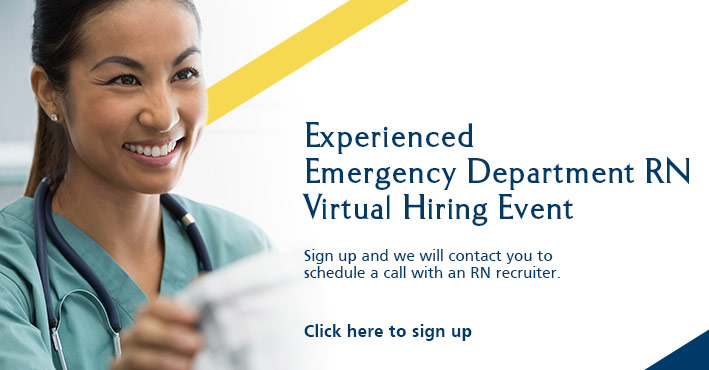 Experienced
Emergency Department RN
Virtual Hiring Event
Sign up and we will contact you to
schedule a call with an RN recruiter.
Click here to sign up